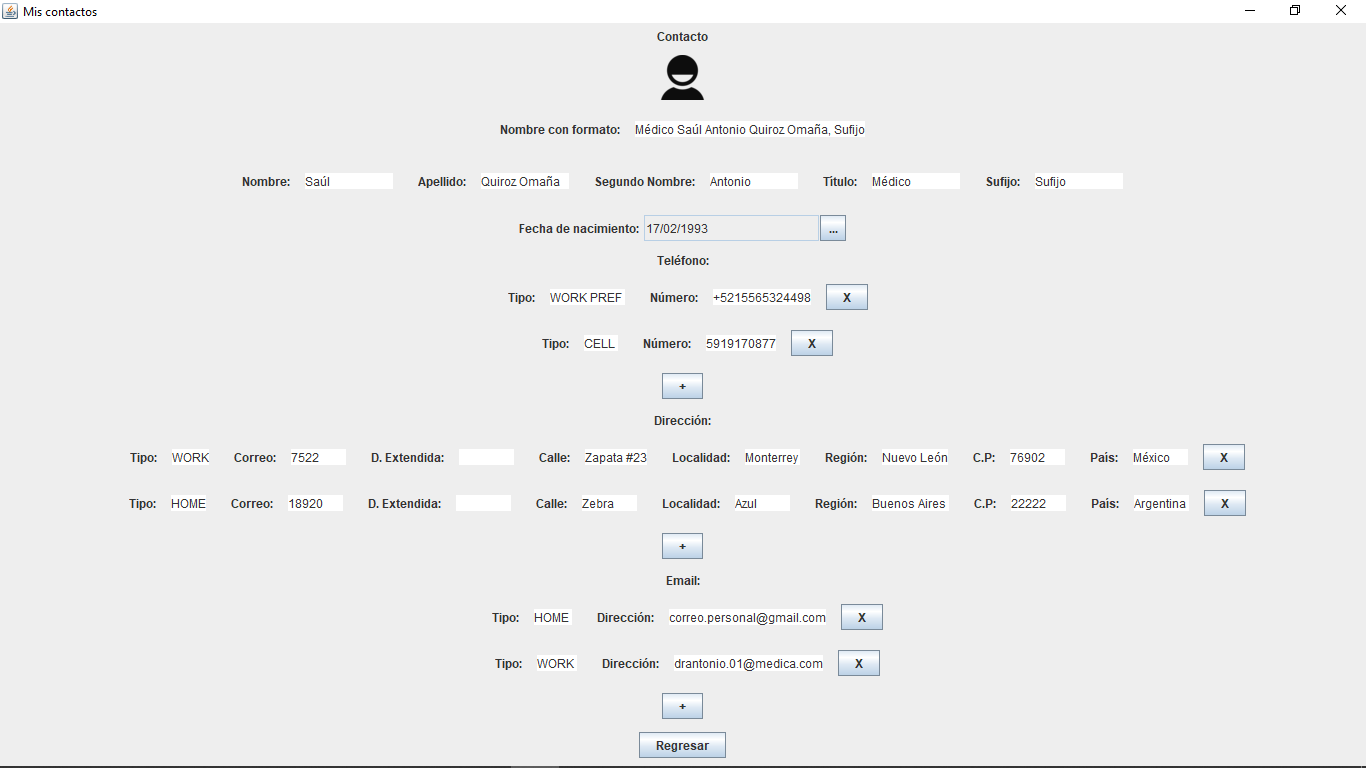 Mis contactos
Contacto
Nombre con formato: Médico Saúl Antonio Quiroz Omaña, Sufijo
Nombre: Saúl Apellido: Quiroz Omaña Segundo Nombre: Antonio Título: Médico Sufijo: Sufijo
Fecha de nacimiento: 17/02/1993 ...
Teléfono:
Tipo: WORK PREF Número: +5215565324498 X
Tipo: CELL Número: 5919170877 X
+
Dirección:
Tipo: WORK Correo: 7522 D. Extendida: Calle: Zapata #23 Localidad: Monterrey Región: Nuevo León C.P: 76902 País: México X
Tipo: HOME Correo: 18920 D. Extendida: Calle: Zebra Localidad: Azul Región: Buenos Aires C.P: 22222 País: Argentina X
+
Email:
Tipo: HOME Dirección: correo.personal@gmail.com X
Tipo: WORK Dirección: drantonio.01@medica.com X
+
Regresar